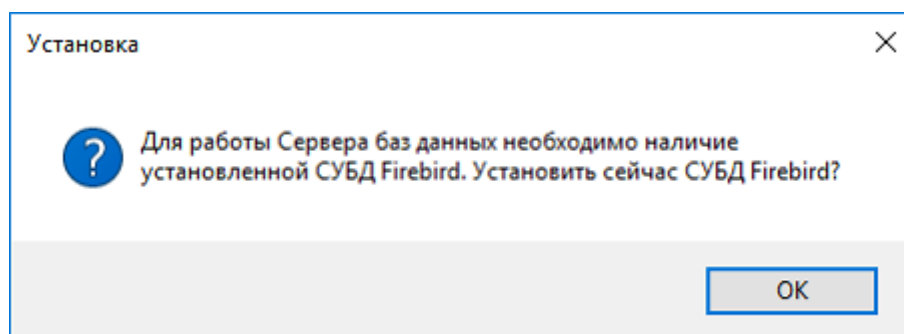 Установка
Для работы Сервера баз данных необходимо наличие
установленной СУБД Firebird. Установить сейчас СУБД Firebird?
OK